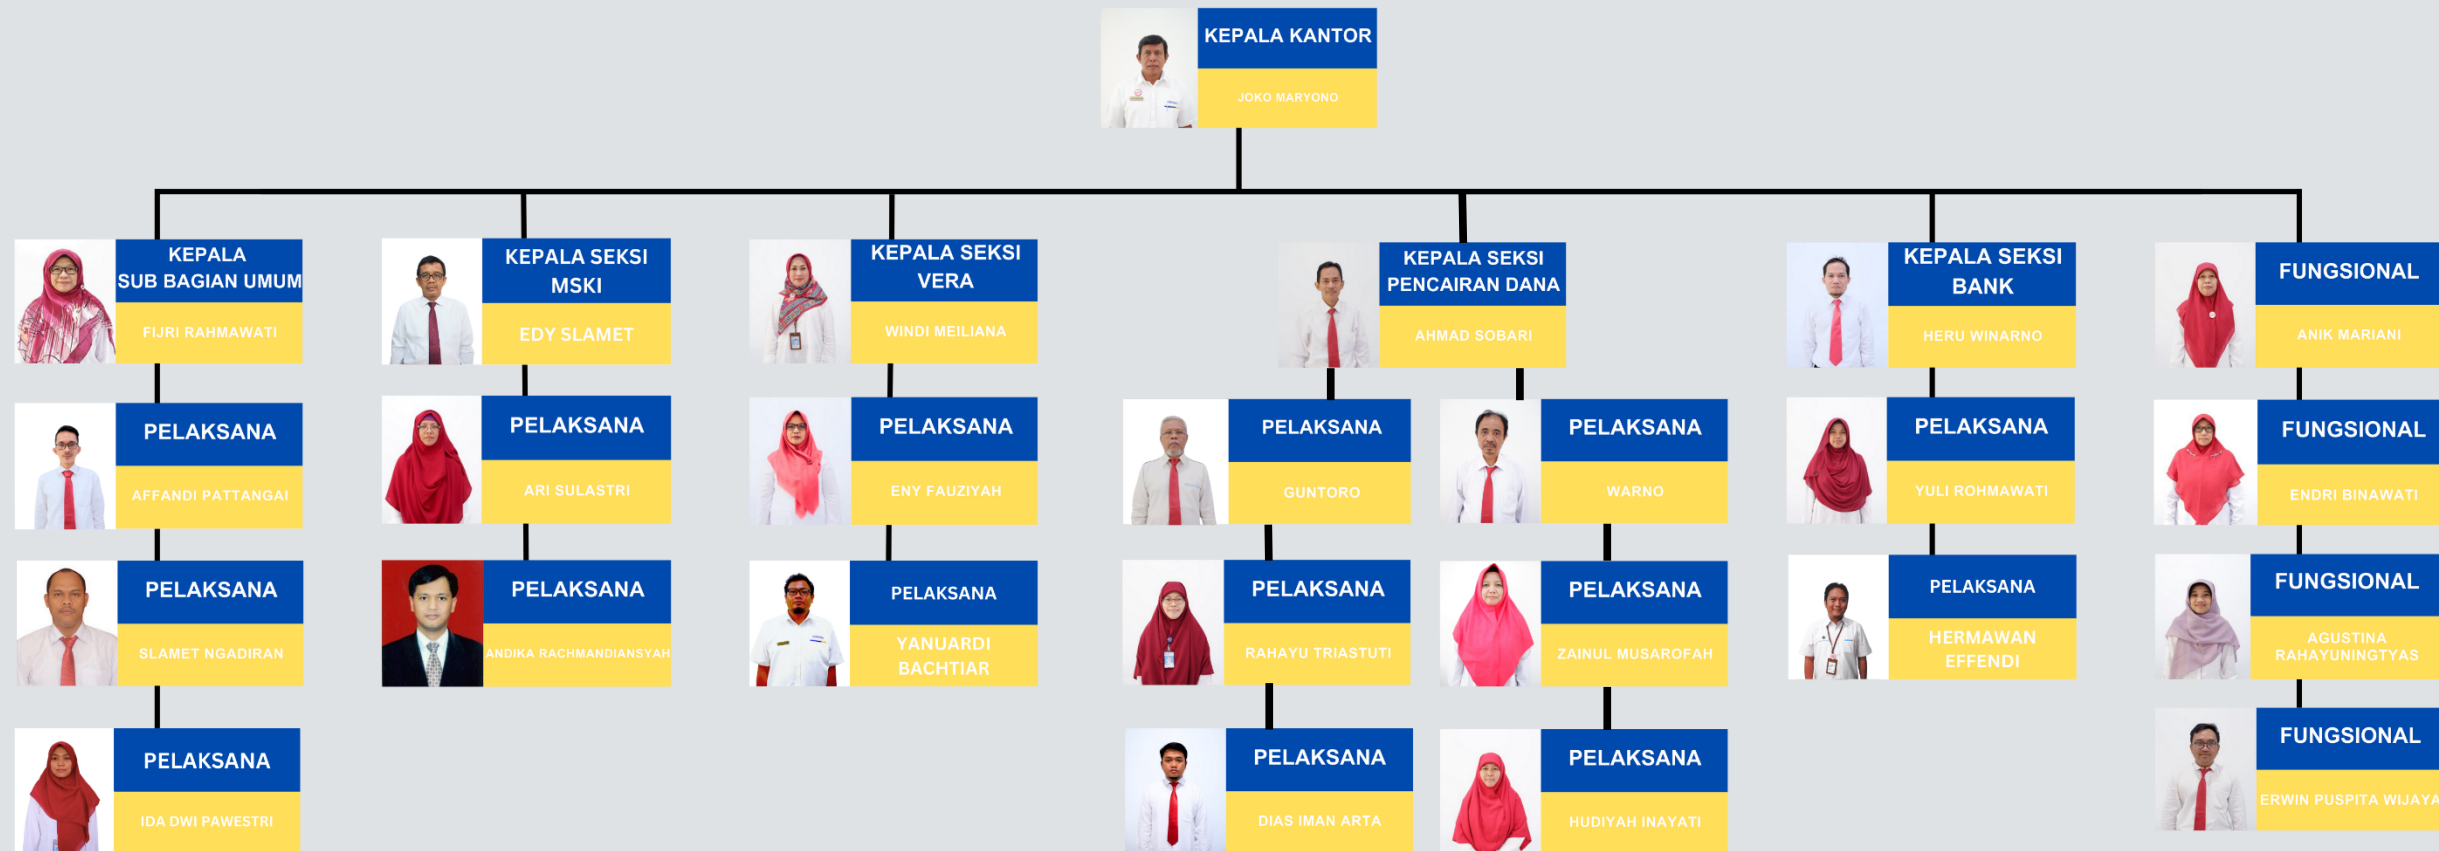 KEPALA KANTOR
JOKO MARYONO
KEPALA
SUB BAGIAN UMUM
FIJRI RAHMAWATI
KEPALA SEKSI
MSKI
EDY SLAMET
KEPALA SEKSI
VERA
WINDI MEILIANA
KEPALA SEKSI
PENCAIRAN DANA
AHMAD SOBARI
KEPALA SEKSI
BANK
HERU WINARNO
FUNGSIONAL
ANIK MARIANI
PELAKSANA
AFFANDI PATTANGAI
PELAKSANA
ARI SULASTRI
PELAKSANA
ENY FAUZIYAH
PELAKSANA
GUNTORO
PELAKSANA
WARNO
PELAKSANA
YULI ROHMAWATI
FUNGSIONAL
ENDRI BINAWATI
PELAKSANA
SLAMET NGADIRAN
PELAKSANA
ANDIKA RACHMANDIANSYAH
PELAKSANA
YANUARDI
BACHTIAR
PELAKSANA
RAHAYU TRIASTUTI
PELAKSANA
ZAINUL MUSAROFAH
PELAKSANA
HERMAWAN
EFFENDI
FUNGSIONAL
AGUSTINA
RAHAYUNINGTYAS
PELAKSANA
IDA DWI PAWESTRI
PELAKSANA
DIAS IMAN ARTA
PELAKSANA
HUDIYAH INAYATI
FUNGSIONAL
ERWIN PUSPITA WIJAYA